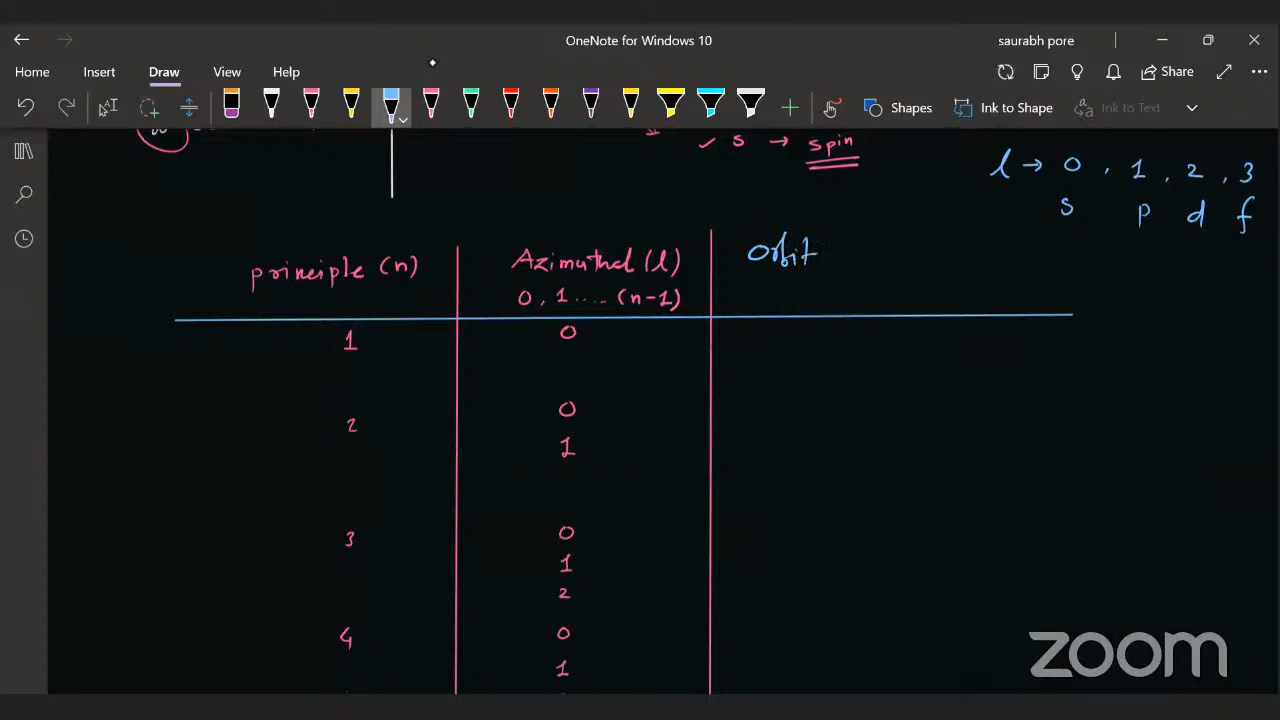 OneNote for Windows 10
saurabh pore
Home Insert Draw View Help
Share
Shapes
Ink to Shape
Ink to Text
s → spin
l → 0, 1, 2, 3
s p d f
principle (n)
Azimuthal (l)
0, 1..... (n-1)
Orbit
1 0
2 0
1
3 0
1
2
4 0
1
zoom